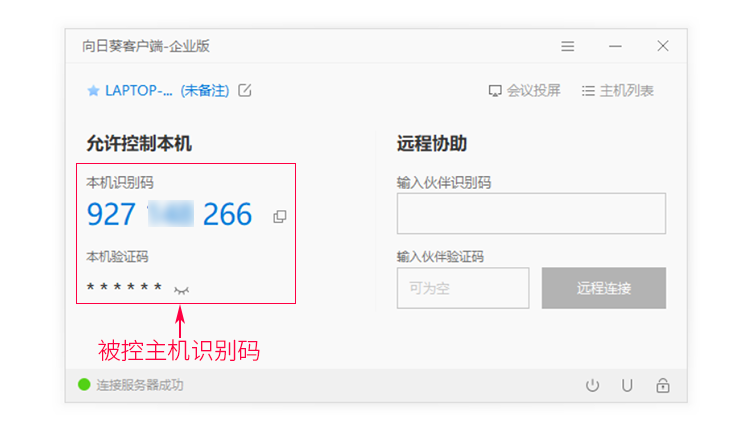 向日葵客户端-企业版
LAPTOP-... (未备注)
会议投屏
主机列表
允许控制本机
远程协助
本机识别码
927
266
输入伙伴识别码
本机验证码
******
输入伙伴验证码
可为空
远程连接
被控主机识别码
连接服务器成功